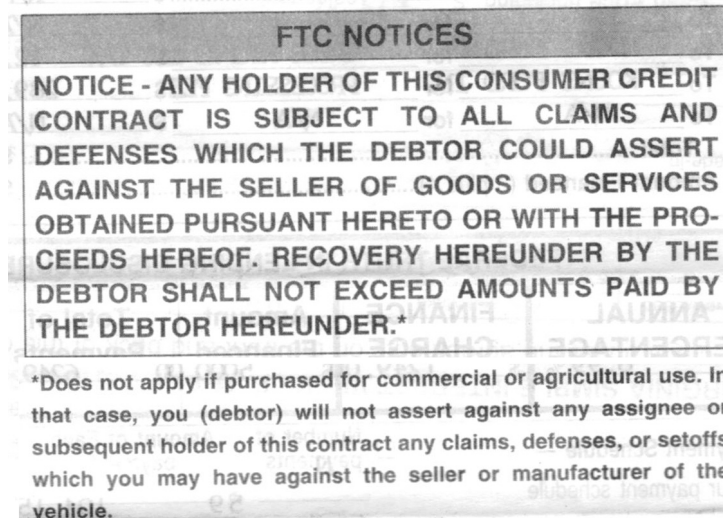 FTC NOTICES
NOTICE - ANY HOLDER OF THIS CONSUMER CREDIT
CONTRACT IS SUBJECT TO ALL CLAIMS AND
DEFENSES WHICH THE DEBTOR COULD ASSERT
AGAINST THE SELLER OF GOODS OR SERVICES
OBTAINED PURSUANT HERETO OR WITH THE PRO-
CEEDS HEREOF. RECOVERY HEREUNDER BY THE
DEBTOR SHALL NOT EXCEED AMOUNTS PAID BY
THE DEBTOR HEREUNDER.*
*Does not apply if purchased for commercial or agricultural use. In
that case, you (debtor) will not assert against any assignee or
subsequent holder of this contract any claims, defenses, or setoffs
which you may have against the seller or manufacturer of the
vehicle.